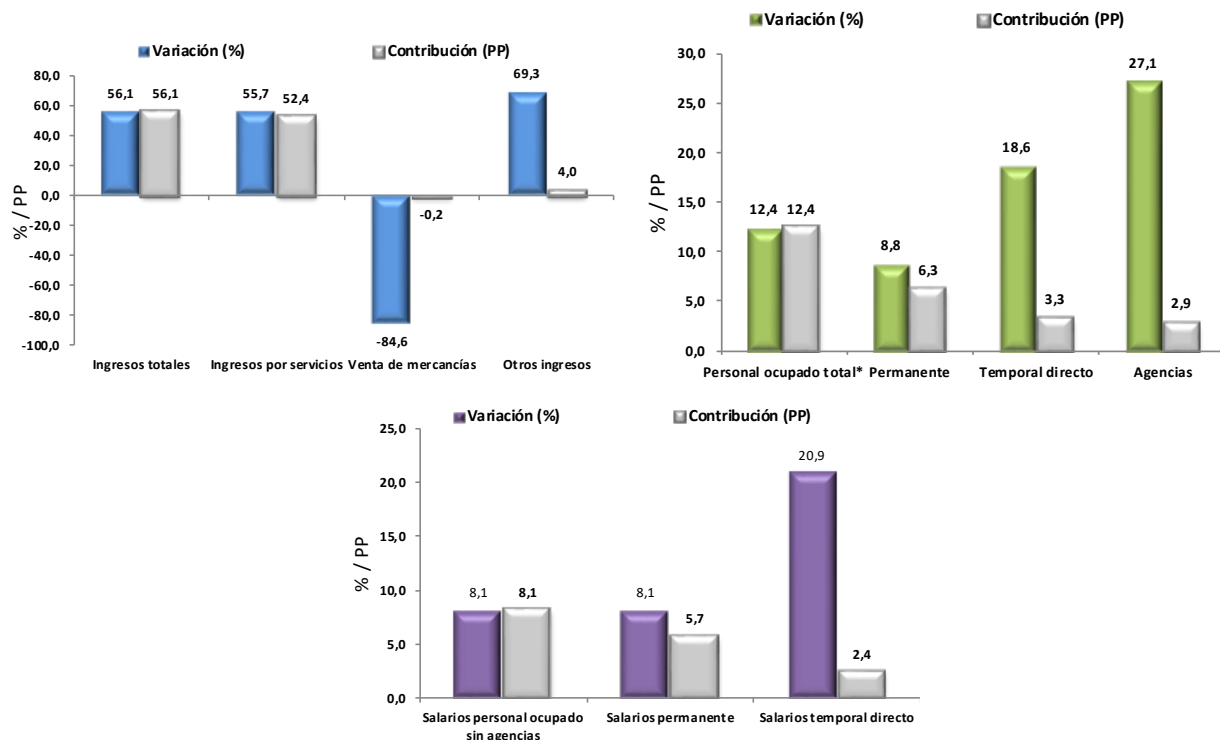 Variación (%) Contribución (PP)
% / PP
80,0
60,0
40,0
20,0
0,0
-20,0
-40,0
-60,0
-80,0
-100,0
56,1 56,1 55,7 52,4 -84,6 -0,2 69,3 4,0
Ingresos totales Ingresos por servicios Venta de mercancías Otros ingresos
Variación (%) Contribución (PP)
% / PP
30,0
25,0
20,0
15,0
10,0
5,0
0,0
12,4 12,4 8,8 6,3 18,6 3,3 27,1 2,9
Personal ocupado total* Permanente Temporal directo Agencias
Variación (%) Contribución (PP)
% / PP
25,0
20,0
15,0
10,0
5,0
0,0
8,1 8,1 8,1 5,7 20,9 2,4
Salarios personal ocupado
sin agencias
Salarios permanente
Salarios temporal directo